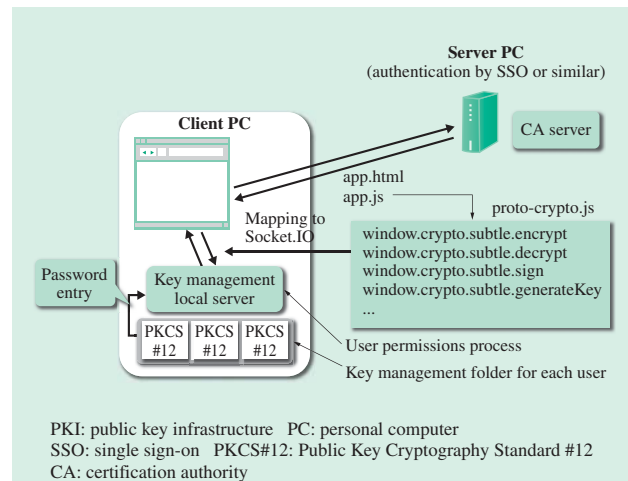 Server PC
(authentication by SSO or similar)
Client PC
CA server
app.html
app.js
proto-crypto.js
Mapping to
Socket.IO
window.crypto.subtle.encrypt
window.crypto.subtle.decrypt
window.crypto.subtle.sign
window.crypto.subtle.generateKey
...
Password
entry
Key management
local server
PKCS
#12
PKCS
#12
PKCS
#12
User permissions process
Key management folder for each user
PKI: public key infrastructure PC: personal computer
SSO: single sign-on PKCS#12: Public Key Cryptography Standard #12
CA: certification authority